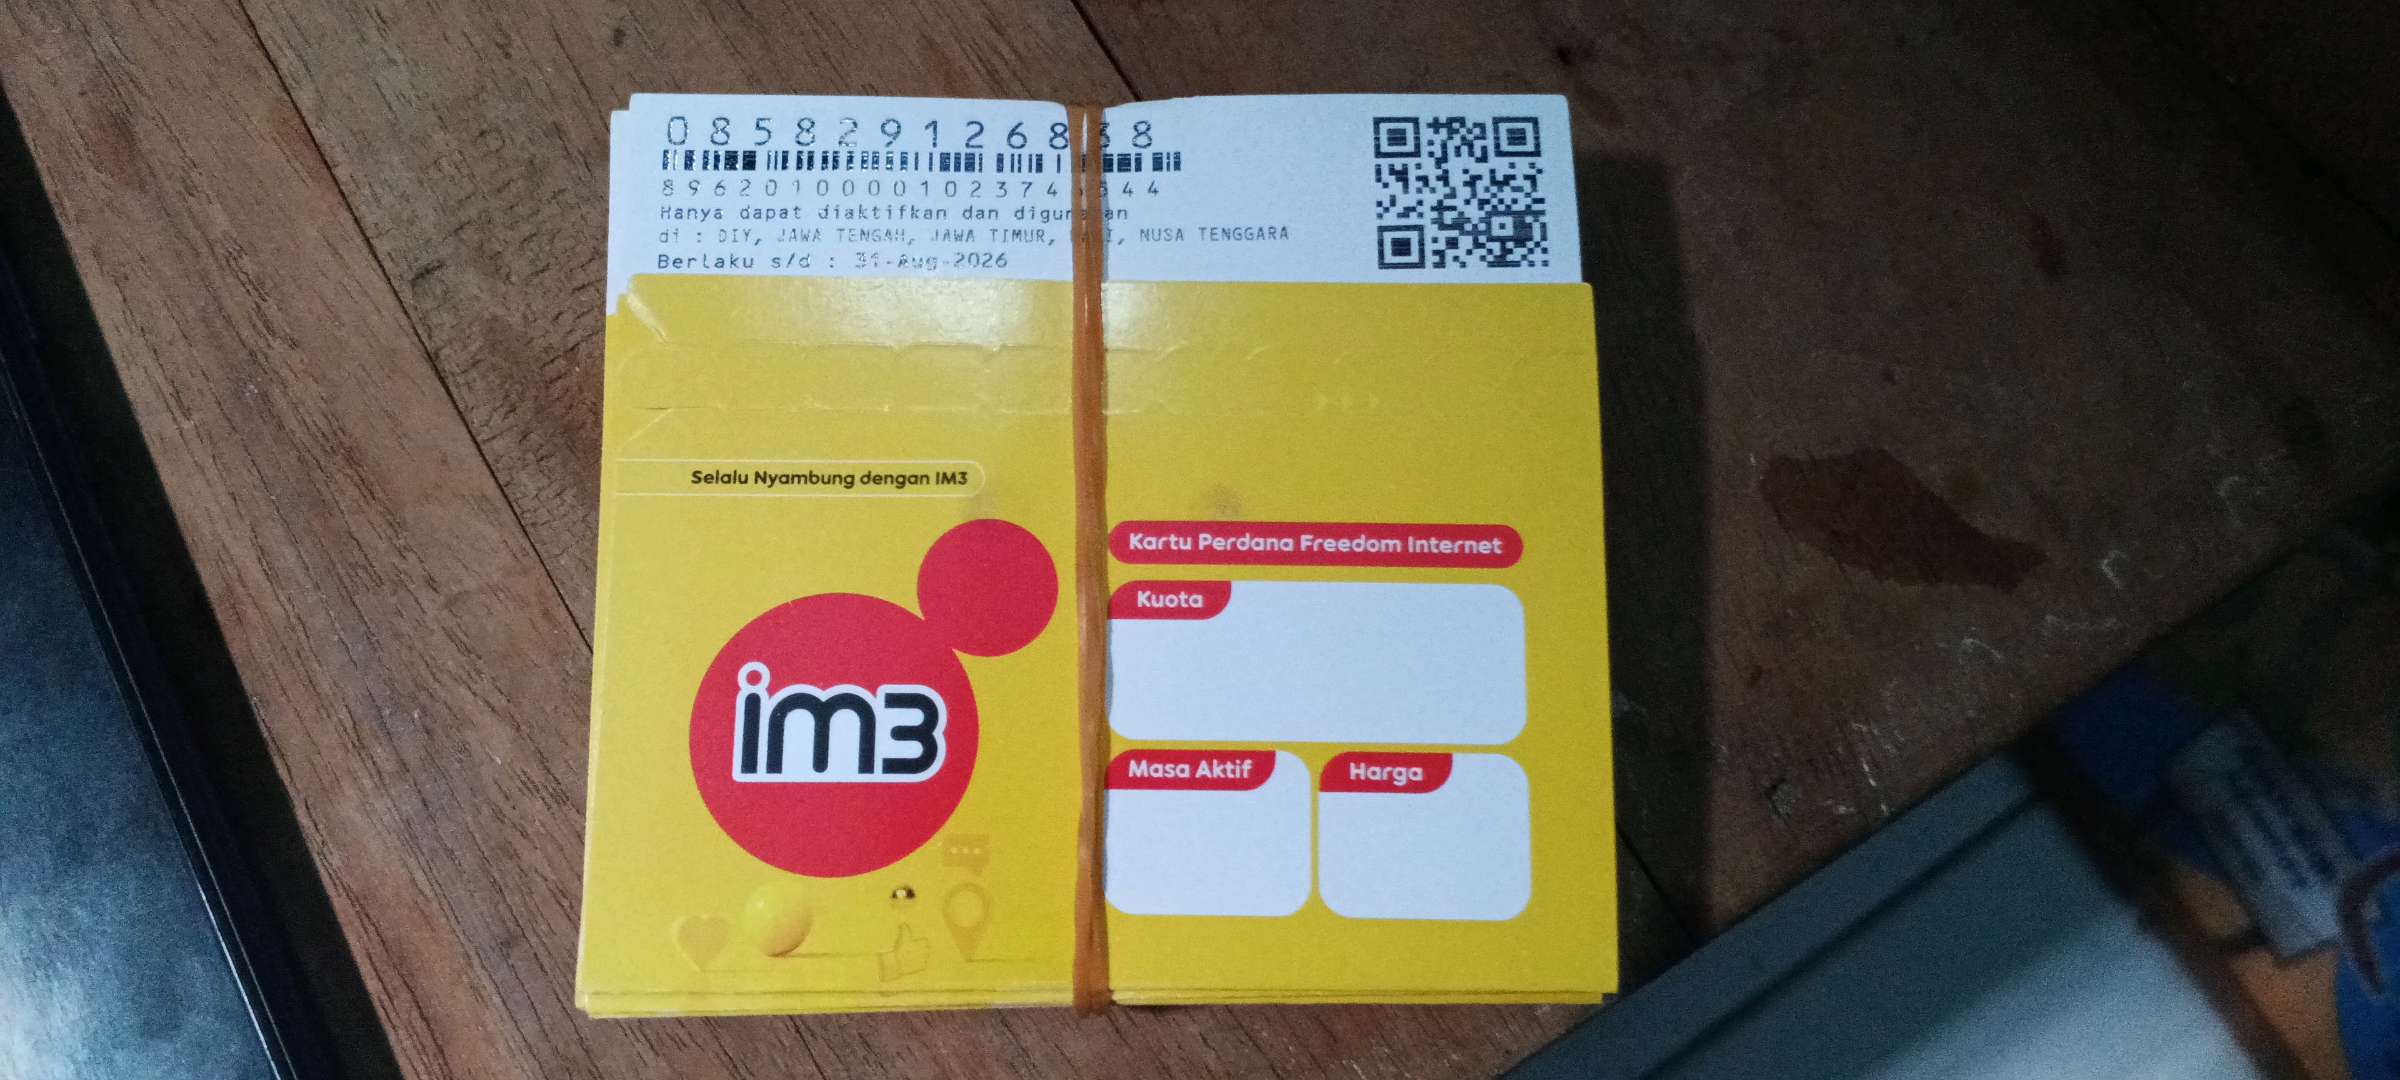 085829126838
Hanya dapat diaktifkan dan
di : DIY, JAWA TENGAH, JAWA TIMUR, NUSA TENGGARA
Berlaku s/d : 31-Aug-2026
Selalu Nyambung dengan IM3
im3
Kartu Perdana Freedom Internet
Kuota
Masa Aktif
Harga